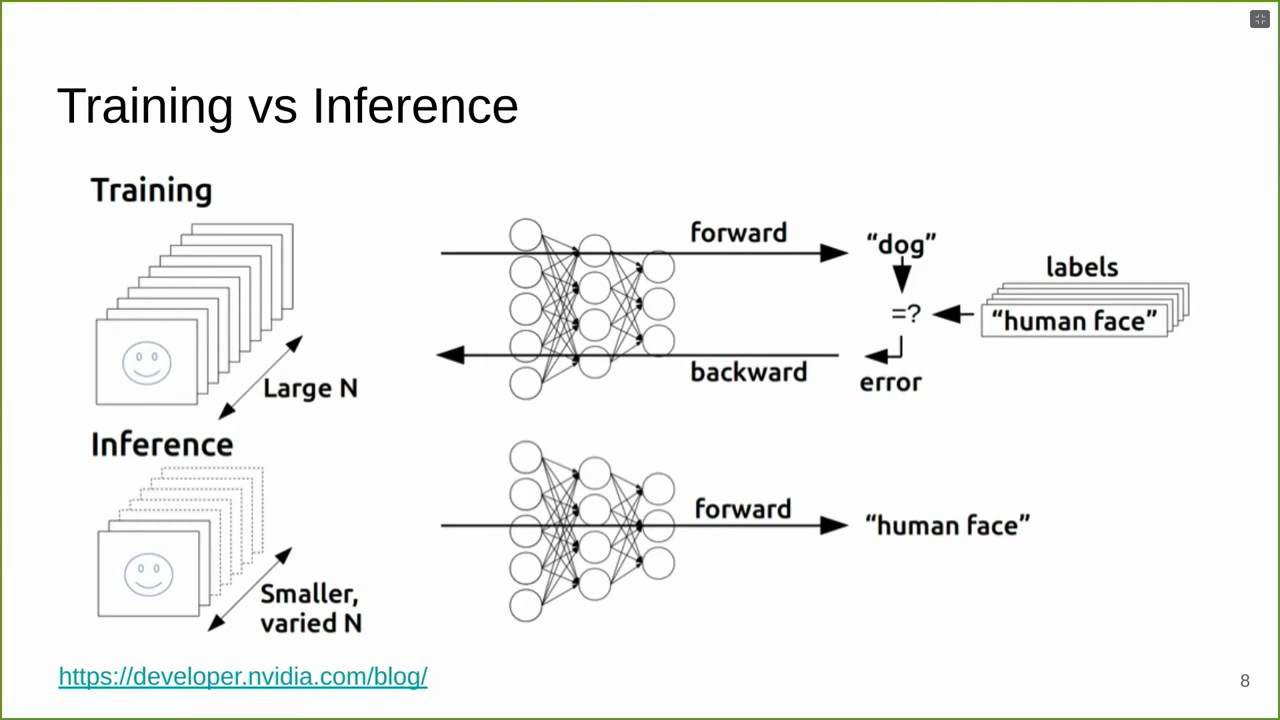 Training vs Inference
Training
Large N
forward
“dog”
=?
labels
“human face”
backward
error
Inference
Smaller,
varied N
forward
“human face”
https://developer.nvidia.com/blog/
8